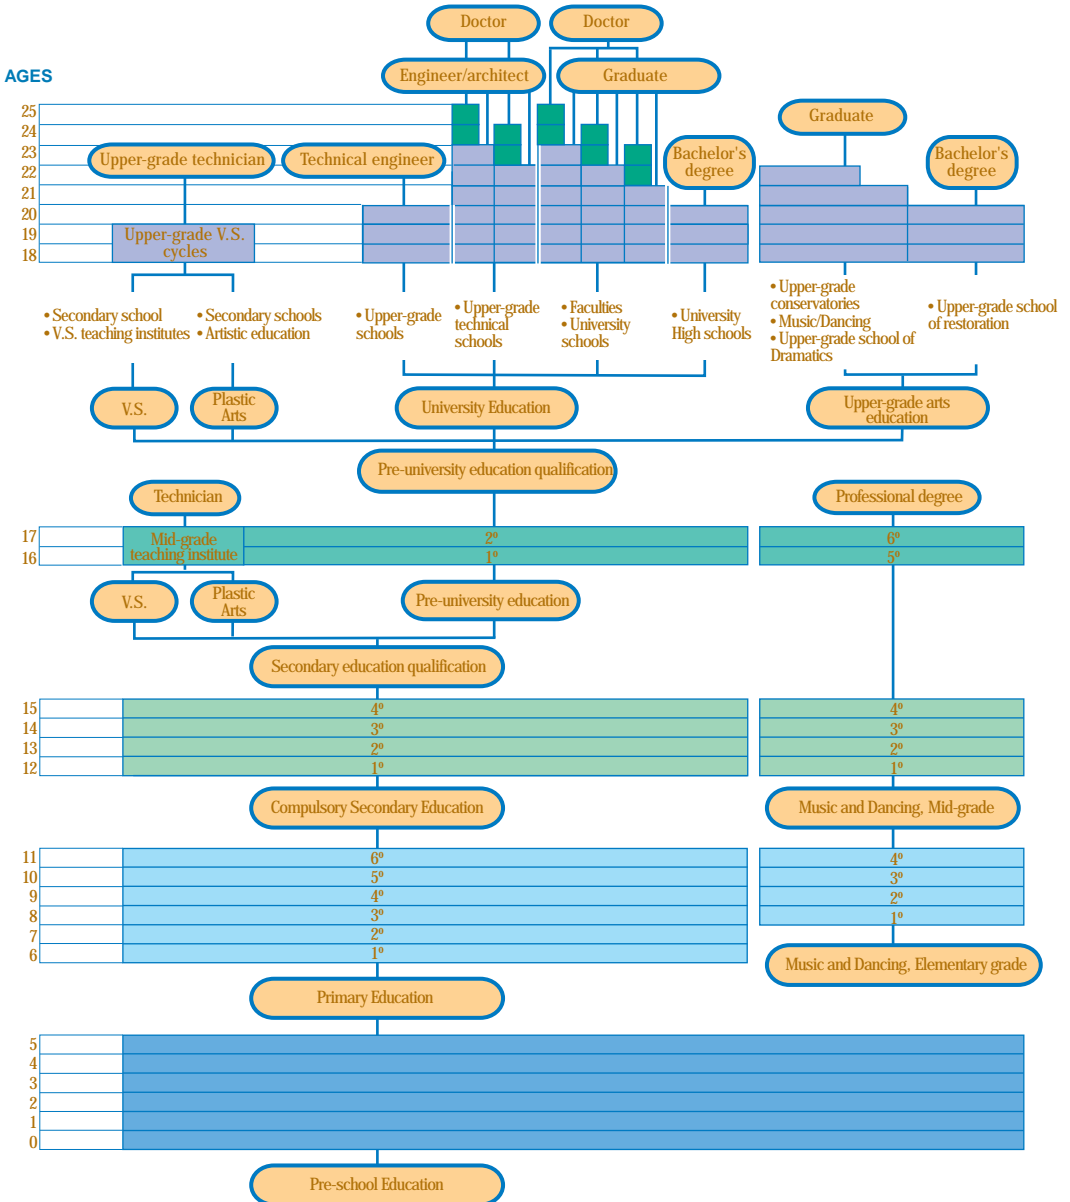 Doctor
Doctor
AGES
Engineer/architect
Graduate
25
24
23
22
21
20
19
18
Graduate
Upper-grade technician
Technical engineer
Bachelor's
degree
Bachelor's
degree
Upper-grade V.S.
cycles
• Secondary school
• V.S. teaching institutes
• Secondary schools
• Artistic education
• Upper-grade
schools
• Upper-grade
technical
schools
• Faculties
• University
schools
• University
High schools
• Upper-grade
conservatories
• Music/Dancing
• Upper-grade school of
Dramatics
• Upper-grade school
of restoration
V.S.
Plastic
Arts
University Education
Upper-grade arts
education
Pre-university education qualification
Technician
Professional degree
17
16
Mid-grade
teaching institute
2º
1º
6º
5º
V.S.
Plastic
Arts
Pre-university education
Secondary education qualification
15
14
13
12
4º
3º
2º
1º
4º
3º
2º
1º
Compulsory Secondary Education
Music and Dancing, Mid-grade
11
10
9
8
7
6
6º
5º
4º
3º
2º
1º
4º
3º
2º
1º
Music and Dancing, Elementary grade
Primary Education
5
4
3
2
1
0
Pre-school Education